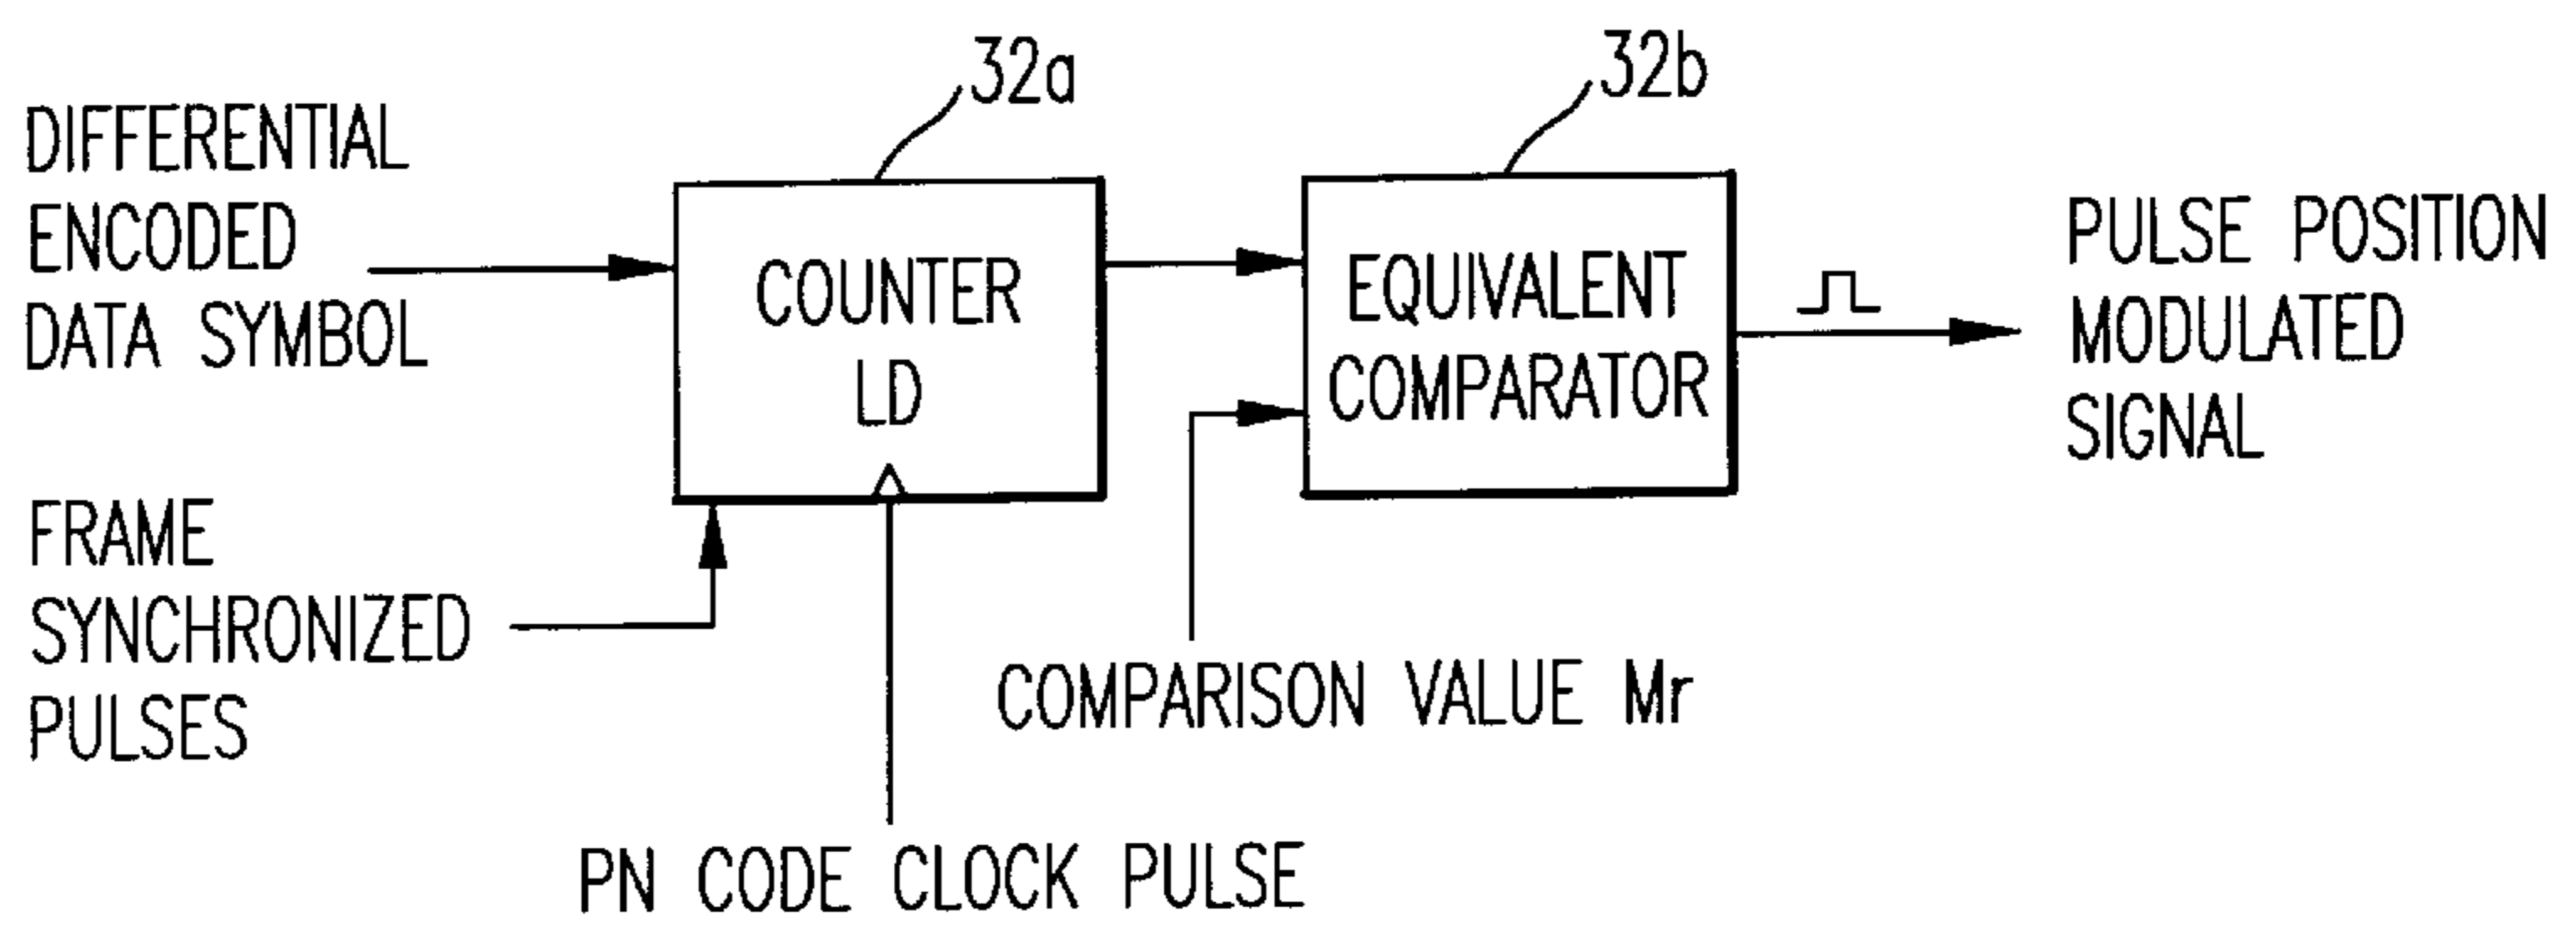 32a
32b
DIFFERENTIAL
ENCODED
DATA SYMBOL
COUNTER
LD
EQUIVALENT
COMPARATOR
PULSE POSITION
MODULATED
SIGNAL
FRAME
SYNCHRONIZED
PULSES
COMPARISON VALUE Mr
PN CODE CLOCK PULSE